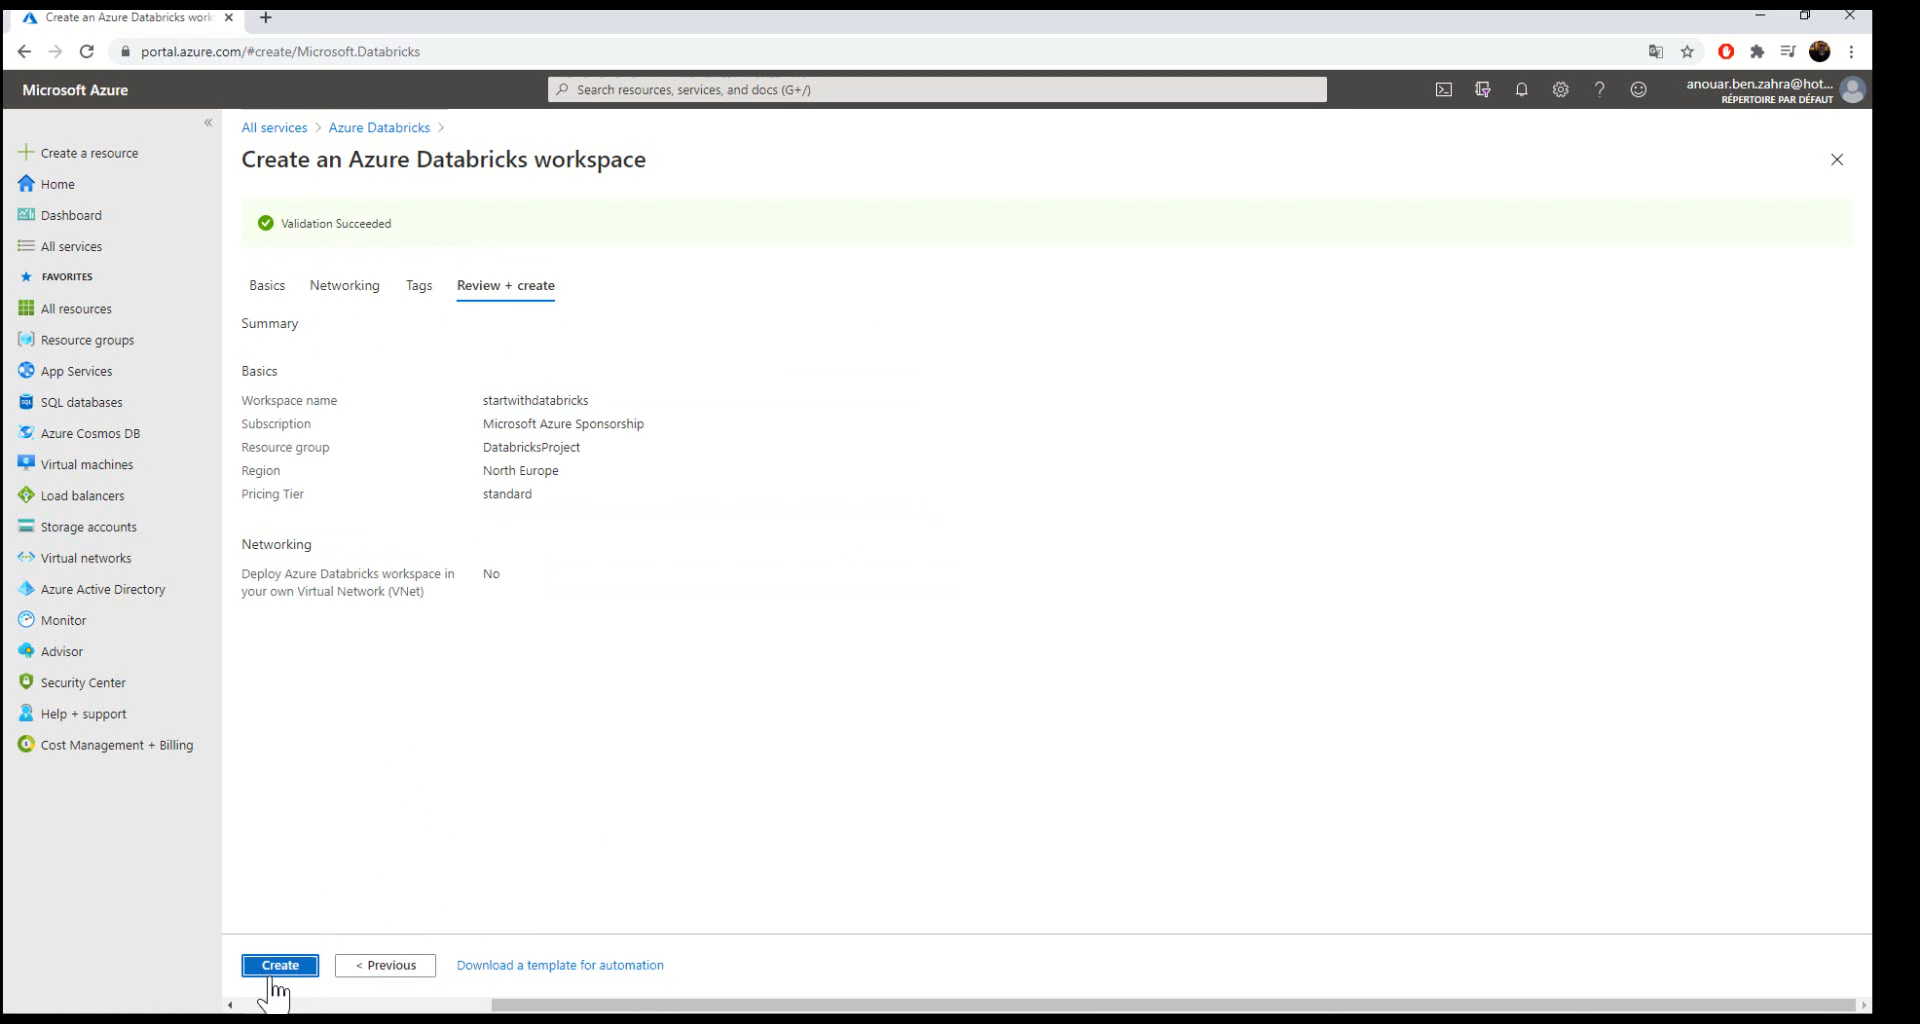 Create an Azure Databricks work
portal.azure.com/#create/Microsoft.Databricks
Microsoft Azure
Search resources, services, and docs (G+/)
anouar.ben.zahra@hot...
RÉPERTOIRE PAR DÉFAUT
Create a resource
Home
Dashboard
All services
FAVORITES
All resources
Resource groups
App Services
SQL databases
Azure Cosmos DB
Virtual machines
Load balancers
Storage accounts
Virtual networks
Azure Active Directory
Monitor
Advisor
Security Center
Help + support
Cost Management + Billing
All services > Azure Databricks >
Create an Azure Databricks workspace
Validation Succeeded
Basics Networking Tags Review + create
Summary
Basics
Workspace name startwithdatabricks
Subscription Microsoft Azure Sponsorship
Resource group DatabricksProject
Region North Europe
Pricing Tier standard
Networking
Deploy Azure Databricks workspace in No
your own Virtual Network (VNet)
Create < Previous Download a template for automation